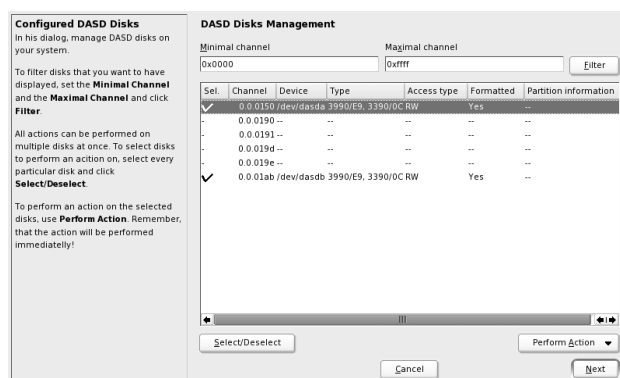 Configured DASD Disks
In his dialog, manage DASD disks on
your system.
To filter disks that you want to have
displayed, set the Minimal Channel
and the Maximal Channel and click
Filter.
All actions can be performed on
multiple disks at once. To select disks
to perform an acition on, select every
particular disk and click
Select/Deselect.
To perform an action on the selected
disks, use Perform Action. Remember,
that the action will be performed
immediatelly!
DASD Disks Management
Minimal channel Maximal channel
0x0000 0xffff Filter
Sel. Channel Device Type Access type Formatted Partition information
0.0.0150 /dev/dasda 3990/E9, 3390/0C RW Yes --
- 0.0.0190 -- -- -- -- --
- 0.0.0191 -- -- -- -- --
- 0.0.019d -- -- -- -- --
- 0.0.019e -- -- -- -- --
0.0.01ab /dev/dasdb 3990/E9, 3390/0C RW Yes --
Select/Deselect Perform Action
Cancel Next